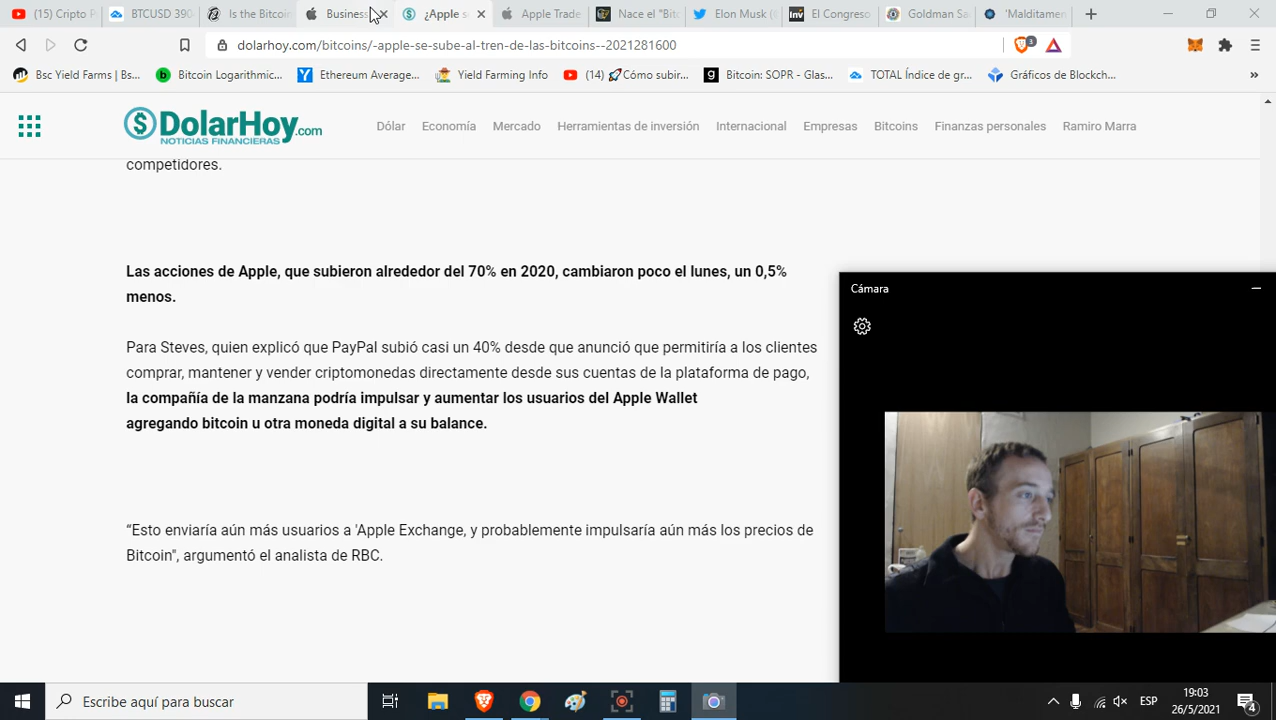 (15) Cripto P
BTCUSD 390
Is the Bitcoin
Business
¿Apple s
Apple Trade
Nace el "Bit
Elon Musk (
El Congreso
Goldman Sa
'Malditamen
dolarhoy.com/bitcoins/-apple-se-sube-al-tren-de-las-bitcoins--2021281600
3
Bsc Yield Farms | Bs...
Bitcoin Logarithmic...
Ethereum Average...
Yield Farming Info
(14) 🚀Cómo subir...
Bitcoin: SOPR - Glas...
TOTAL Índice de gr...
Gráficos de Blockch...
»
DolarHoy.com
NOTICIAS FINANCIERAS
Dólar
Economía
Mercado
Herramientas de inversión
Internacional
Empresas
Bitcoins
Finanzas personales
Ramiro Marra
competidores.
Las acciones de Apple, que subieron alrededor del 70% en 2020, cambiaron poco el lunes, un 0,5%
menos.
Para Steves, quien explicó que PayPal subió casi un 40% desde que anunció que permitiría a los clientes
comprar, mantener y vender criptomonedas directamente desde sus cuentas de la plataforma de pago,
la compañía de la manzana podría impulsar y aumentar los usuarios del Apple Wallet
agregando bitcoin u otra moneda digital a su balance.
“Esto enviaría aún más usuarios a 'Apple Exchange, y probablemente impulsaría aún más los precios de
Bitcoin", argumentó el analista de RBC.
Cámara
Escribe aquí para buscar
ESP
19:03
26/5/2021
4